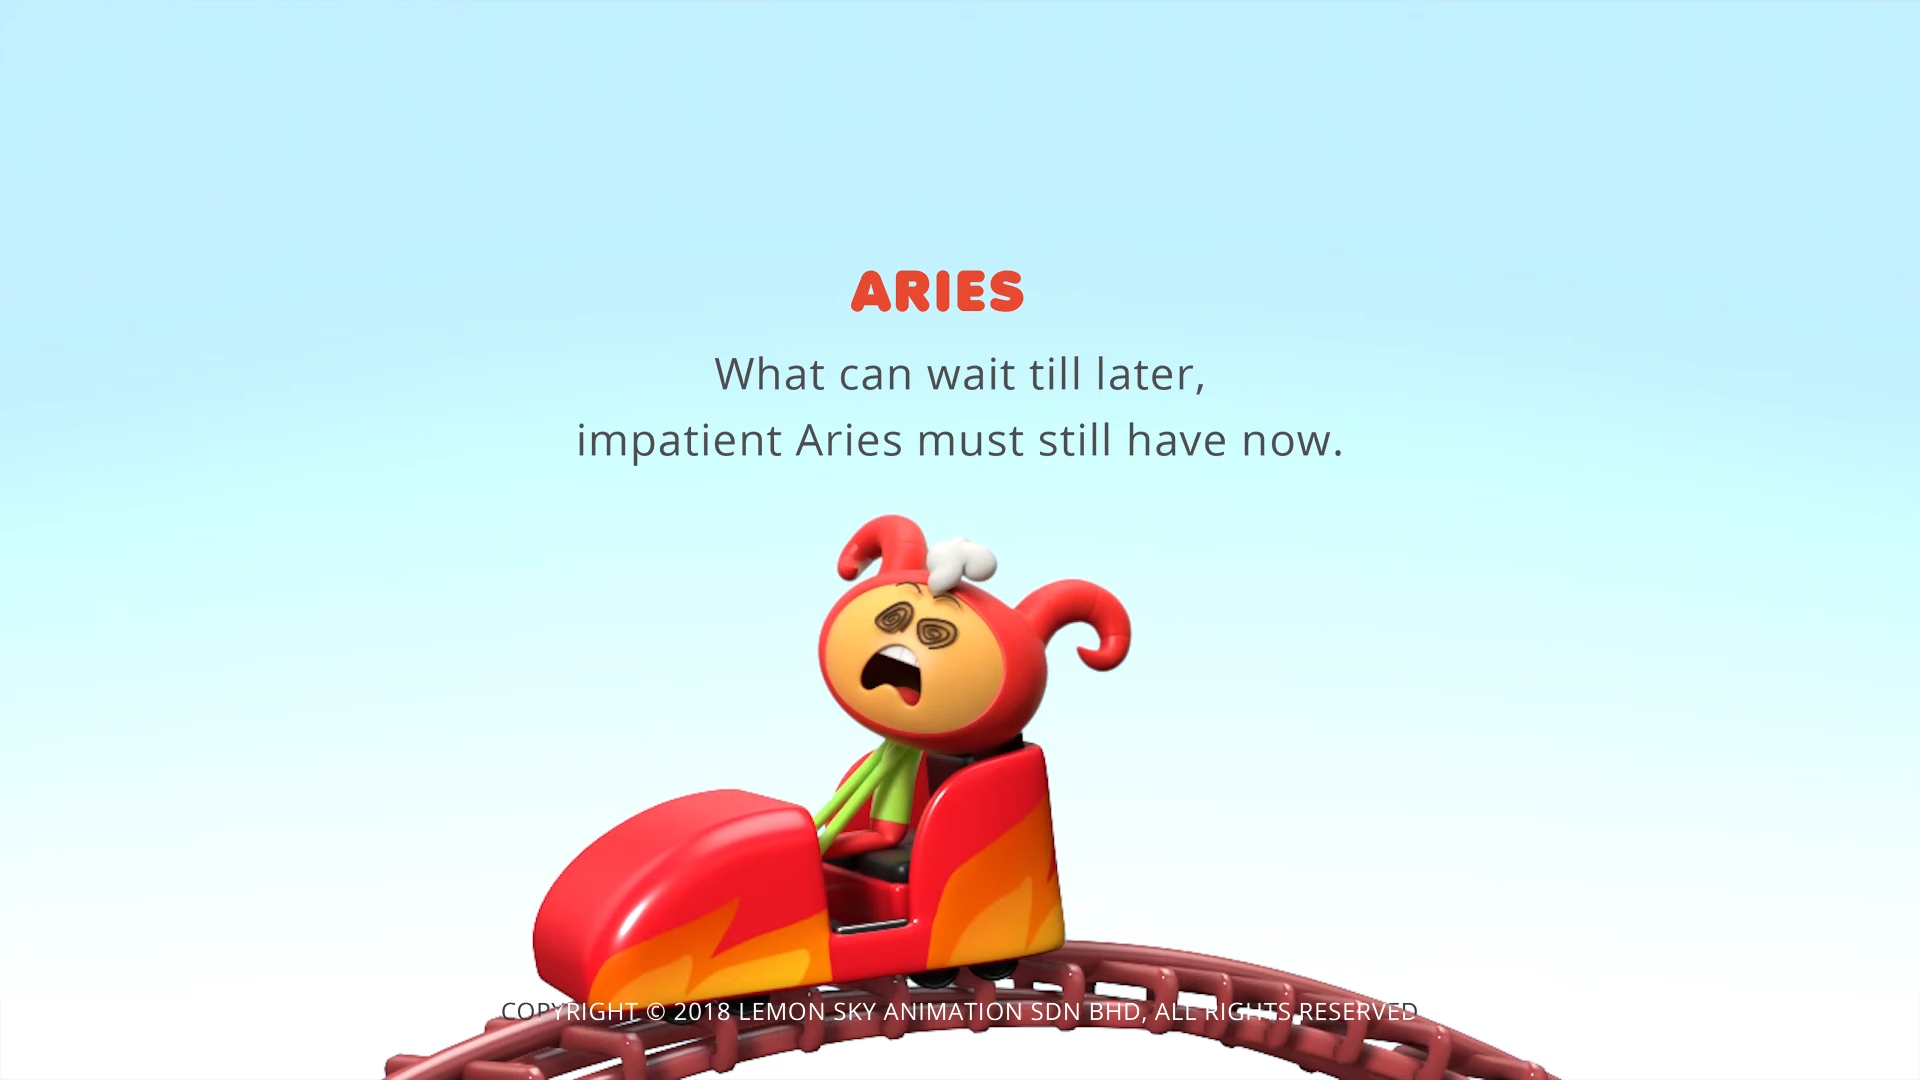 ARIES
What can wait till later,
impatient Aries must still have now.
COPYRIGHT © 2018 LEMON SKY ANIMATION SDN BHD, ALL RIGHTS RESERVED